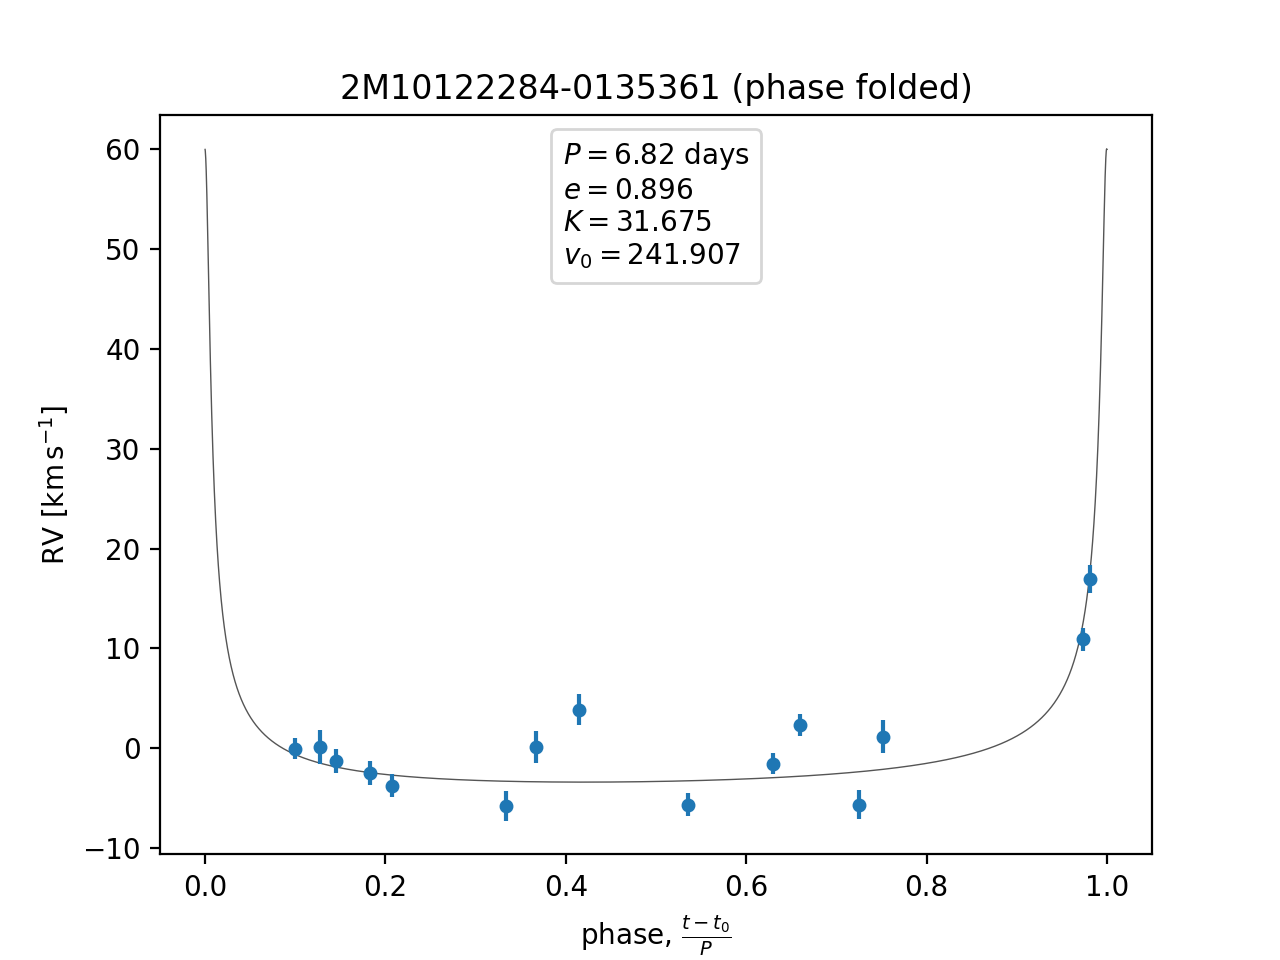 2M10122284-0135361 (phase folded)
P = 6.82 days
e = 0.896
K = 31.675
v₀ = 241.907
60
50
40
30
20
10
0
−10
RV [km s⁻¹]
0.0 0.2 0.4 0.6 0.8 1.0
phase, (t − t₀)/P